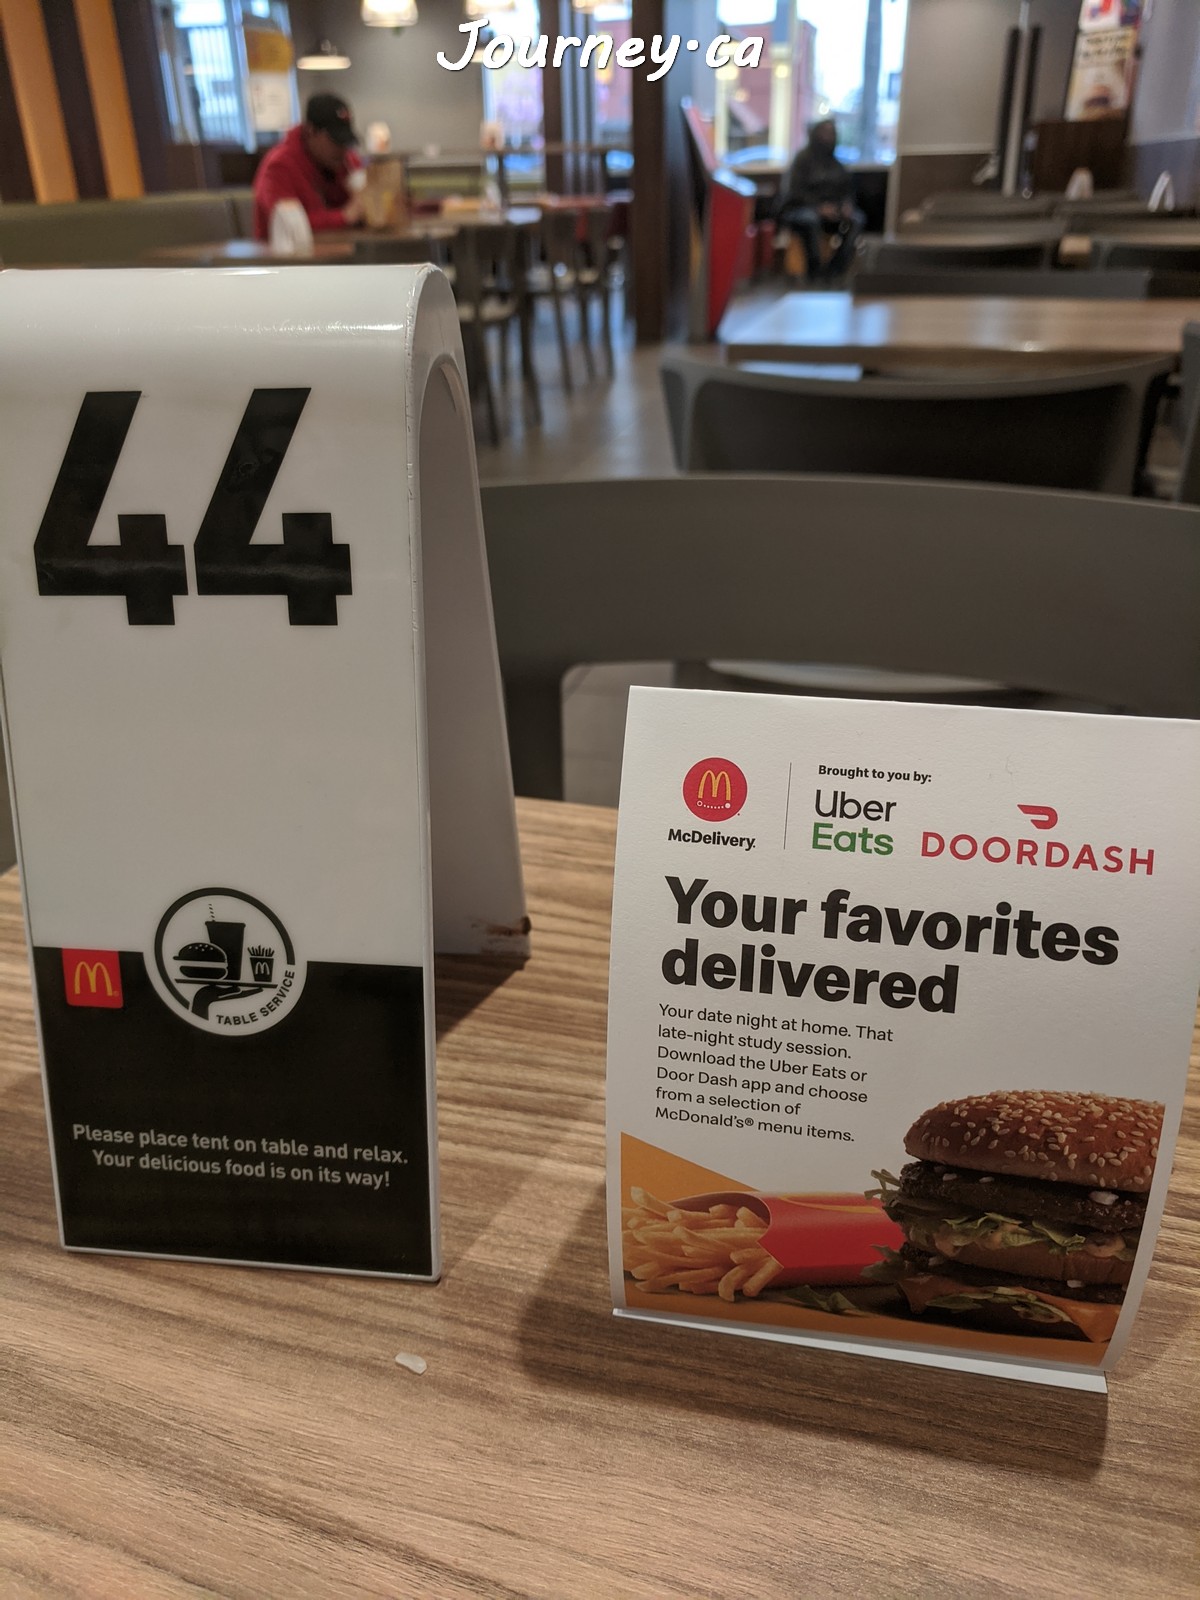 Journey.ca
44
TABLE SERVICE
Please place tent on table and relax.
Your delicious food is on its way!
McDelivery.
Brought to you by:
Uber
Eats
DOORDASH
Your favorites
delivered
Your date night at home. That
late-night study session.
Download the Uber Eats or
Door Dash app and choose
from a selection of
McDonald's® menu items.